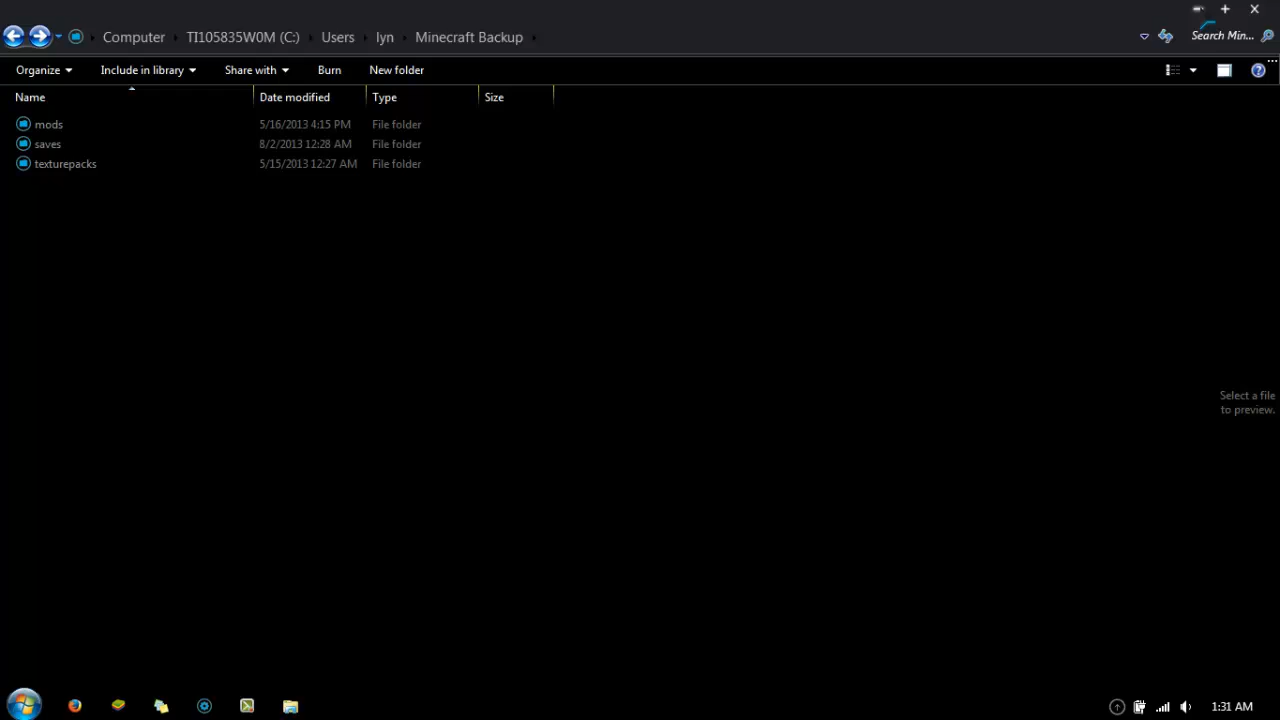 Computer TI105835W0M (C:) Users lyn Minecraft Backup Search Min...
Organize Include in library Share with Burn New folder
Name Date modified Type Size
mods 5/16/2013 4:15 PM File folder
saves 8/2/2013 12:28 AM File folder
texturepacks 5/15/2013 12:27 AM File folder
Select a file
to preview.
1:31 AM